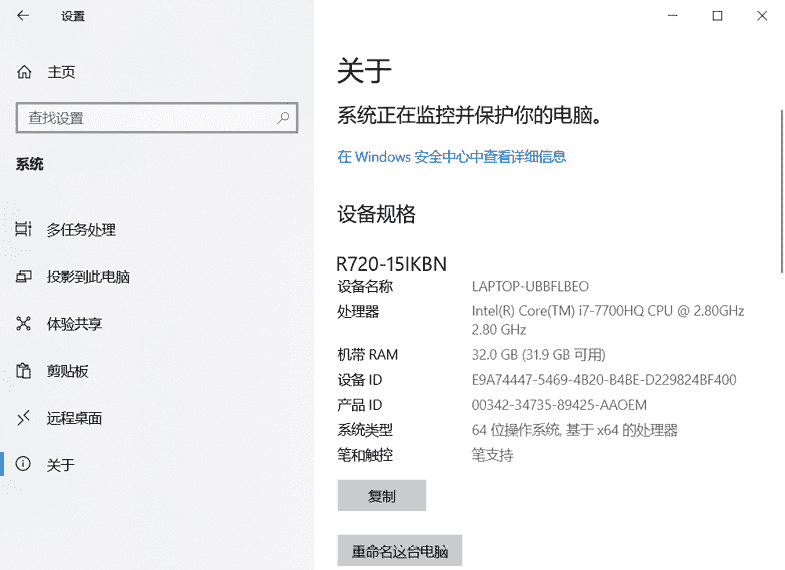 设置
主页
查找设置
系统
多任务处理
投影到此电脑
体验共享
剪贴板
远程桌面
关于
关于
系统正在监控并保护你的电脑。
在 Windows 安全中心中查看详细信息
设备规格
R720-15IKBN
设备名称 LAPTOP-UBBFLBEO
处理器 Intel(R) Core(TM) i7-7700HQ CPU @ 2.80GHz
2.80 GHz
机带 RAM 32.0 GB (31.9 GB 可用)
设备 ID E9A74447-5469-4B20-B4BE-D229824BF400
产品 ID 00342-34735-89425-AAOEM
系统类型 64 位操作系统, 基于 x64 的处理器
笔和触控 笔支持
复制
重命名这台电脑